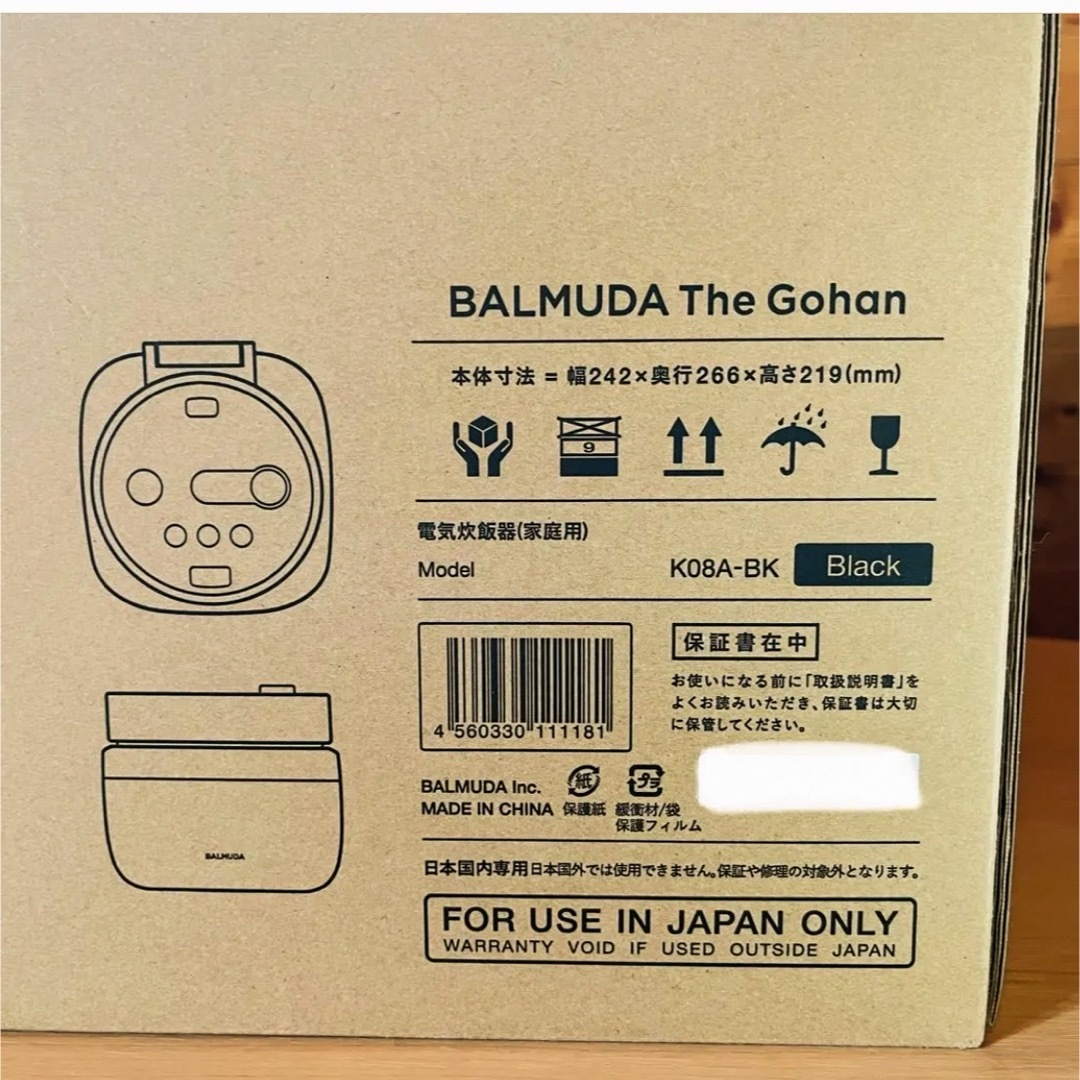 BALMUDA The Gohan
本体寸法 = 幅242×奥行266×高さ219(mm)
9
電気炊飯器(家庭用)
Model K08A-BK Black
4 560330 111181
保証書在中
お使いになる前に「取扱説明書」を
よくお読みいただき、保証書は大切
に保管してください。
BALMUDA Inc.
MADE IN CHINA
紙
保護紙
プラ
緩衝材/袋
保護フィルム
BALMUDA
日本国内専用 日本国外では使用できません。保証や修理の対象外となります。
FOR USE IN JAPAN ONLY
WARRANTY VOID IF USED OUTSIDE JAPAN